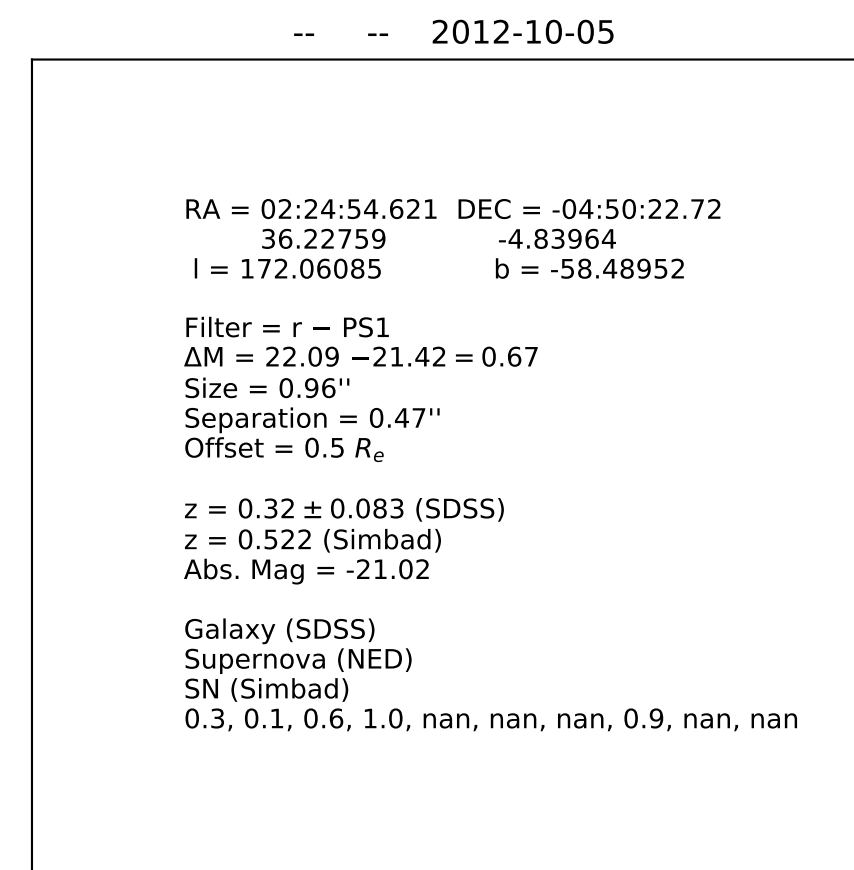 -- -- 2012-10-05
RA = 02:24:54.621 DEC = -04:50:22.72
36.22759 -4.83964
l = 172.06085 b = -58.48952
Filter = r − PS1
ΔM = 22.09 −21.42 = 0.67
Size = 0.96''
Separation = 0.47''
Offset = 0.5 Rₑ
z = 0.32 ± 0.083 (SDSS)
z = 0.522 (Simbad)
Abs. Mag = -21.02
Galaxy (SDSS)
Supernova (NED)
SN (Simbad)
0.3, 0.1, 0.6, 1.0, nan, nan, nan, 0.9, nan, nan